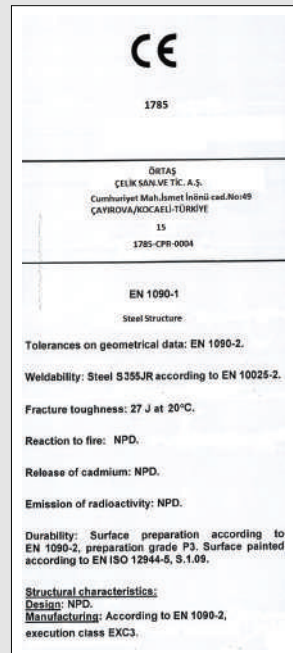 CE
1785
ÖRTAŞ
ÇELİK SAN.VE TİC. A.Ş.
Cumhuriyet Mah.İsmet İnönü cad.No:49
ÇAYIROVA/KOCAELİ-TÜRKİYE
15
1785-CPR-0004
EN 1090-1
Steel Structure
Tolerances on geometrical data: EN 1090-2.
Weldability: Steel S355JR according to EN 10025-2.
Fracture toughness: 27 J at 20°C.
Reaction to fire: NPD.
Release of cadmium: NPD.
Emission of radioactivity: NPD.
Durability: Surface preparation according to
EN 1090-2, preparation grade P3. Surface painted
according to EN ISO 12944-5, S.1.09.
Structural characteristics:
Design: NPD.
Manufacturing: According to EN 1090-2,
execution class EXC3.